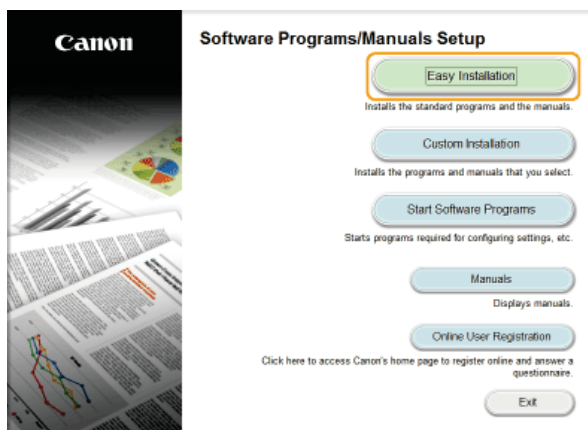 Canon
Software Programs/Manuals Setup
Easy Installation
Installs the standard programs and the manuals.
Custom Installation
Installs the programs and manuals that you select.
Start Software Programs
Starts programs required for configuring settings, etc.
Manuals
Displays manuals.
Online User Registration
Click here to access Canon's home page to register online and answer a
questionnaire.
Exit